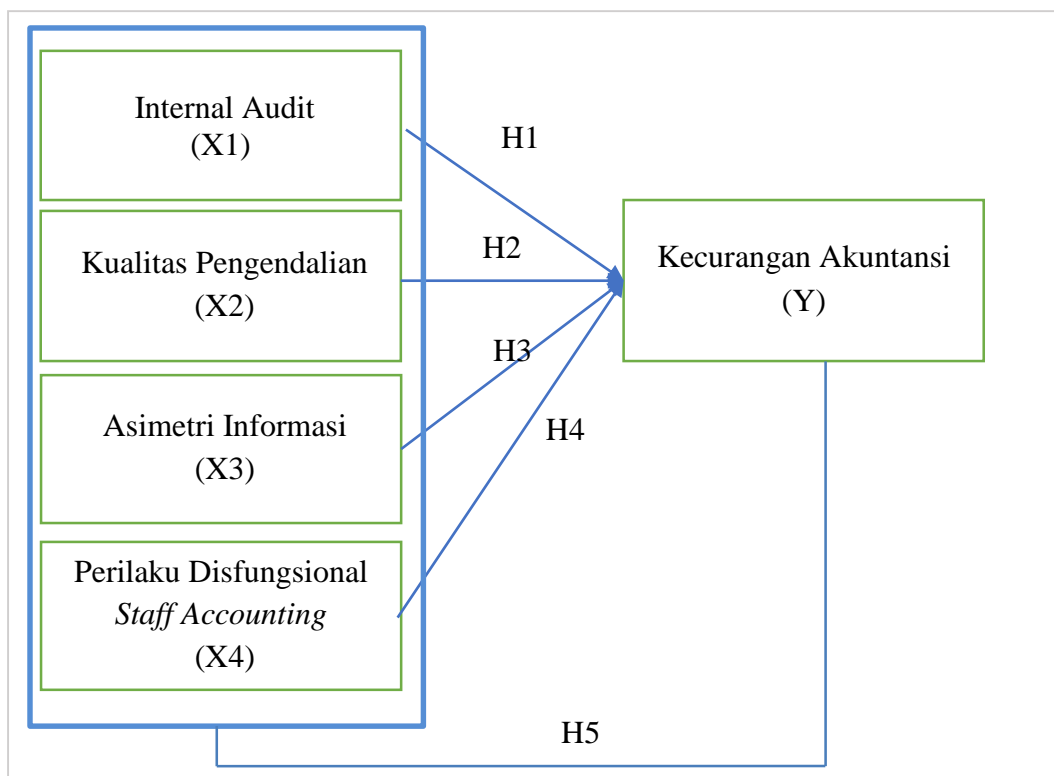 Internal Audit
(X1)
H1
Kualitas Pengendalian
(X2)
H2
Kecurangan Akuntansi
(Y)
Asimetri Informasi
(X3)
H3
H4
Perilaku Disfungsional
Staff Accounting
(X4)
H5